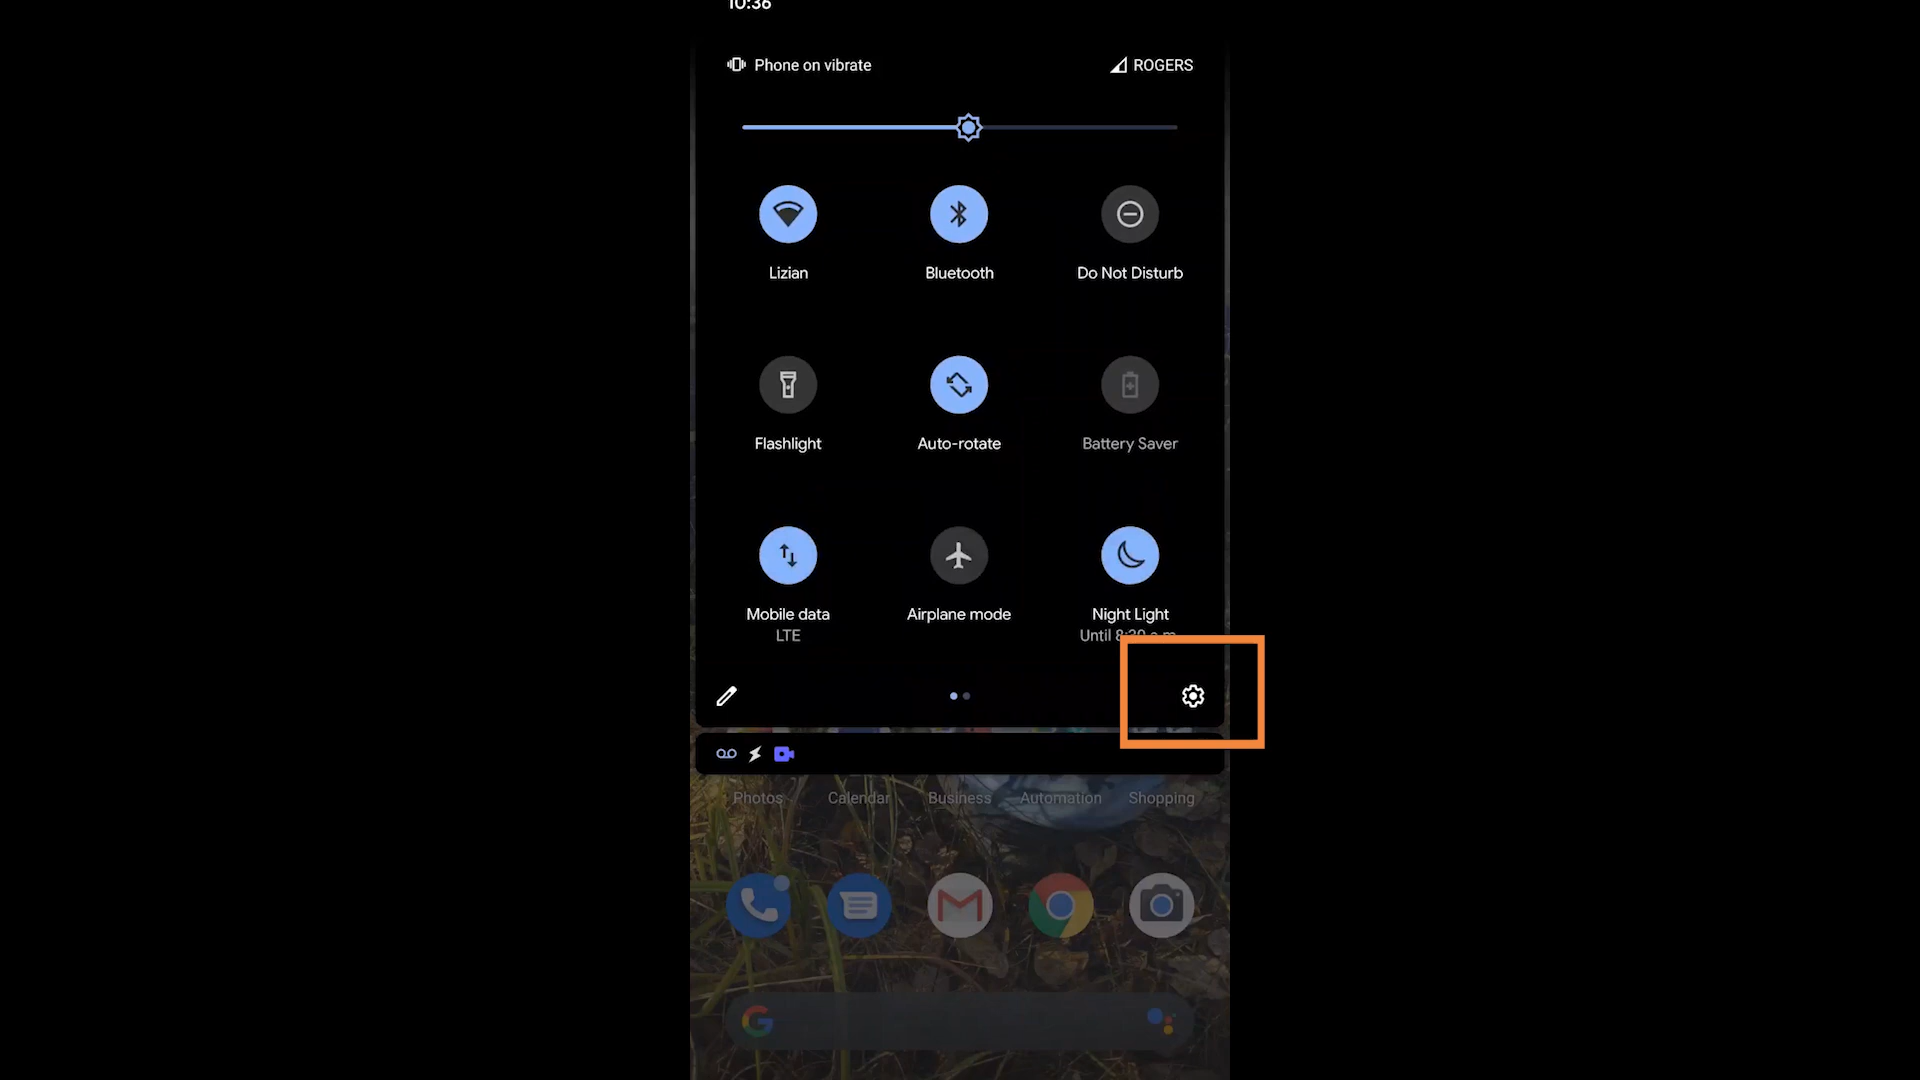 10:36
Phone on vibrate
ROGERS
Lizian
Bluetooth
Do Not Disturb
Flashlight
Auto-rotate
Battery Saver
Mobile data
Airplane mode
Night Light
LTE
Until 8:30 a.m.
Photos
Calendar
Business
Automation
Shopping